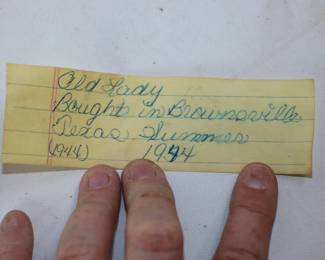 Old Lady
Bought in Brownsville
Texas Summer
(1944) 1944